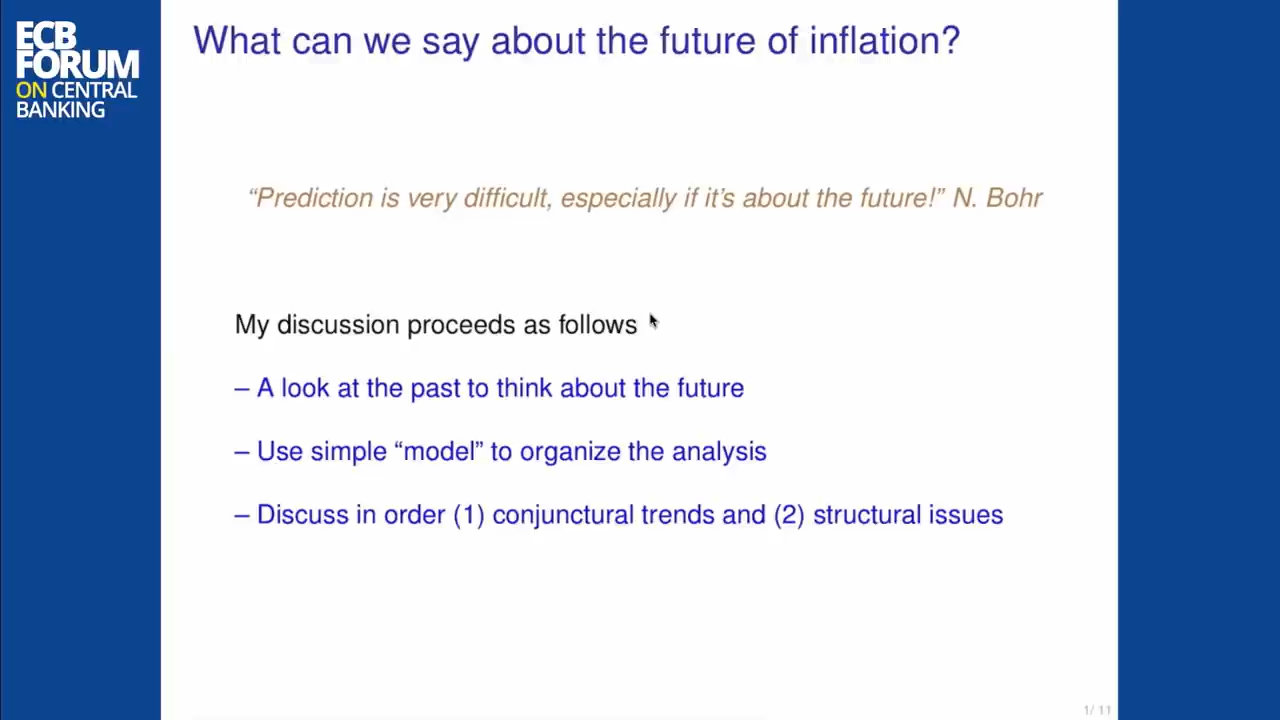 ECB
FORUM
ON CENTRAL
BANKING
What can we say about the future of inflation?
“Prediction is very difficult, especially if it’s about the future!” N. Bohr
My discussion proceeds as follows
– A look at the past to think about the future
– Use simple “model” to organize the analysis
– Discuss in order (1) conjunctural trends and (2) structural issues
1/ 11